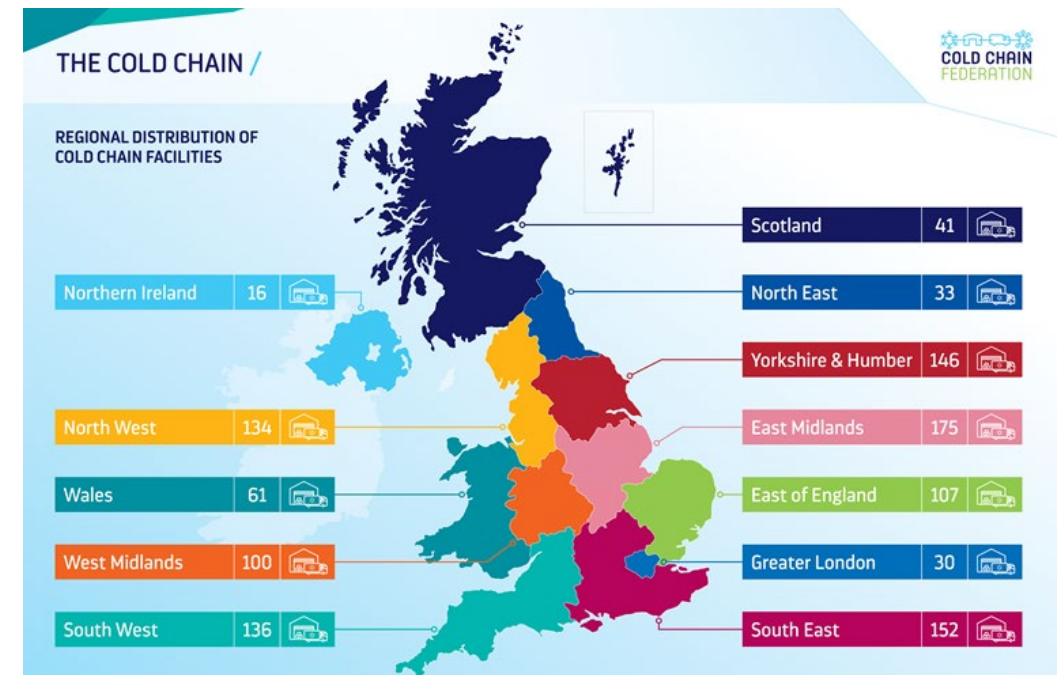 THE COLD CHAIN /
COLD CHAIN
FEDERATION
REGIONAL DISTRIBUTION OF
COLD CHAIN FACILITIES
Scotland 41
Northern Ireland 16
North East 33
Yorkshire & Humber 146
North West 134
East Midlands 175
Wales 61
East of England 107
West Midlands 100
Greater London 30
South West 136
South East 152